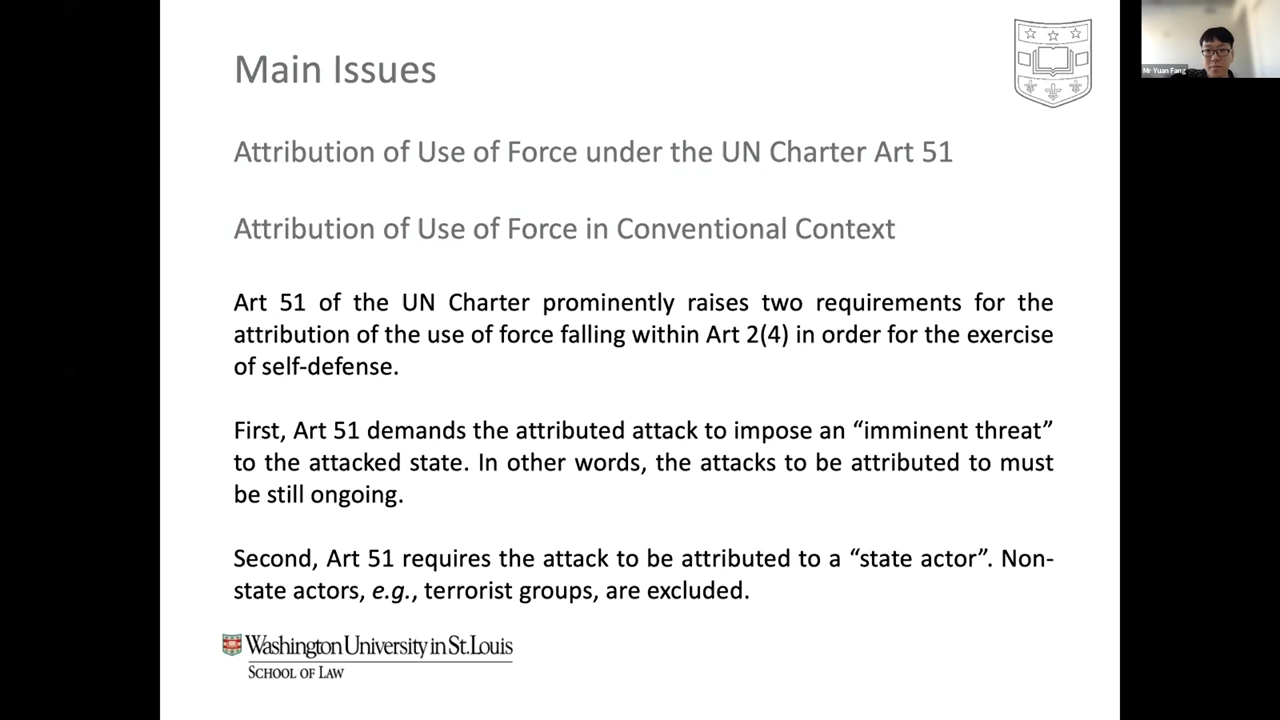 Main Issues
Mr Yuan Fang
Attribution of Use of Force under the UN Charter Art 51
Attribution of Use of Force in Conventional Context
Art 51 of the UN Charter prominently raises two requirements for the
attribution of the use of force falling within Art 2(4) in order for the exercise
of self-defense.
First, Art 51 demands the attributed attack to impose an “imminent threat”
to the attacked state. In other words, the attacks to be attributed to must
be still ongoing.
Second, Art 51 requires the attack to be attributed to a “state actor”. Non-
state actors, e.g., terrorist groups, are excluded.
Washington University in St. Louis
SCHOOL OF LAW